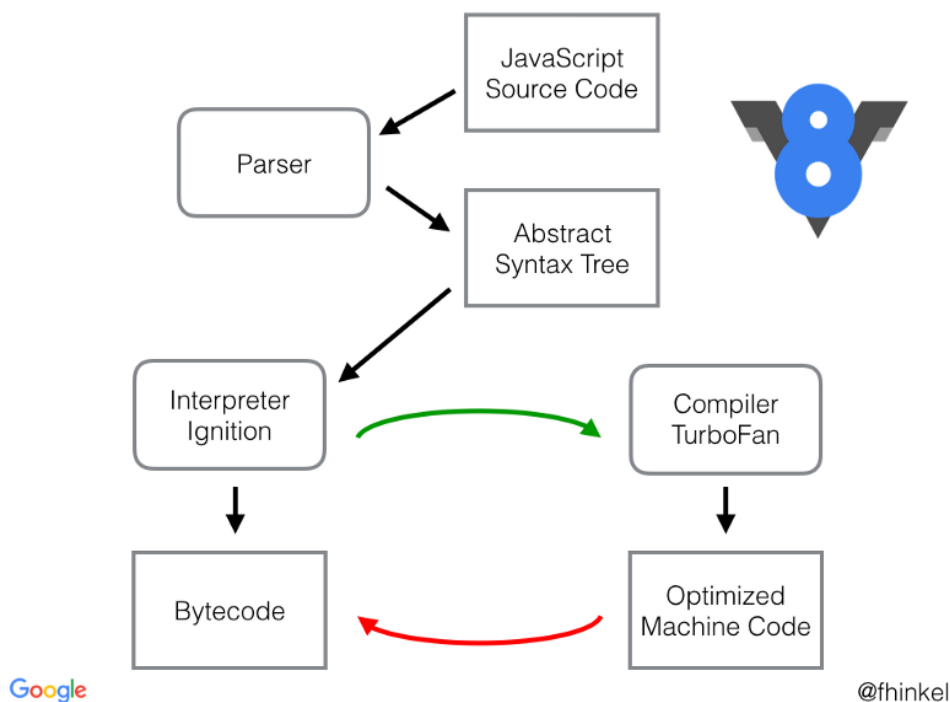 JavaScript
Source Code
Parser
Abstract
Syntax Tree
Interpreter
Ignition
Compiler
TurboFan
Bytecode
Optimized
Machine Code
Google
@fhinkel